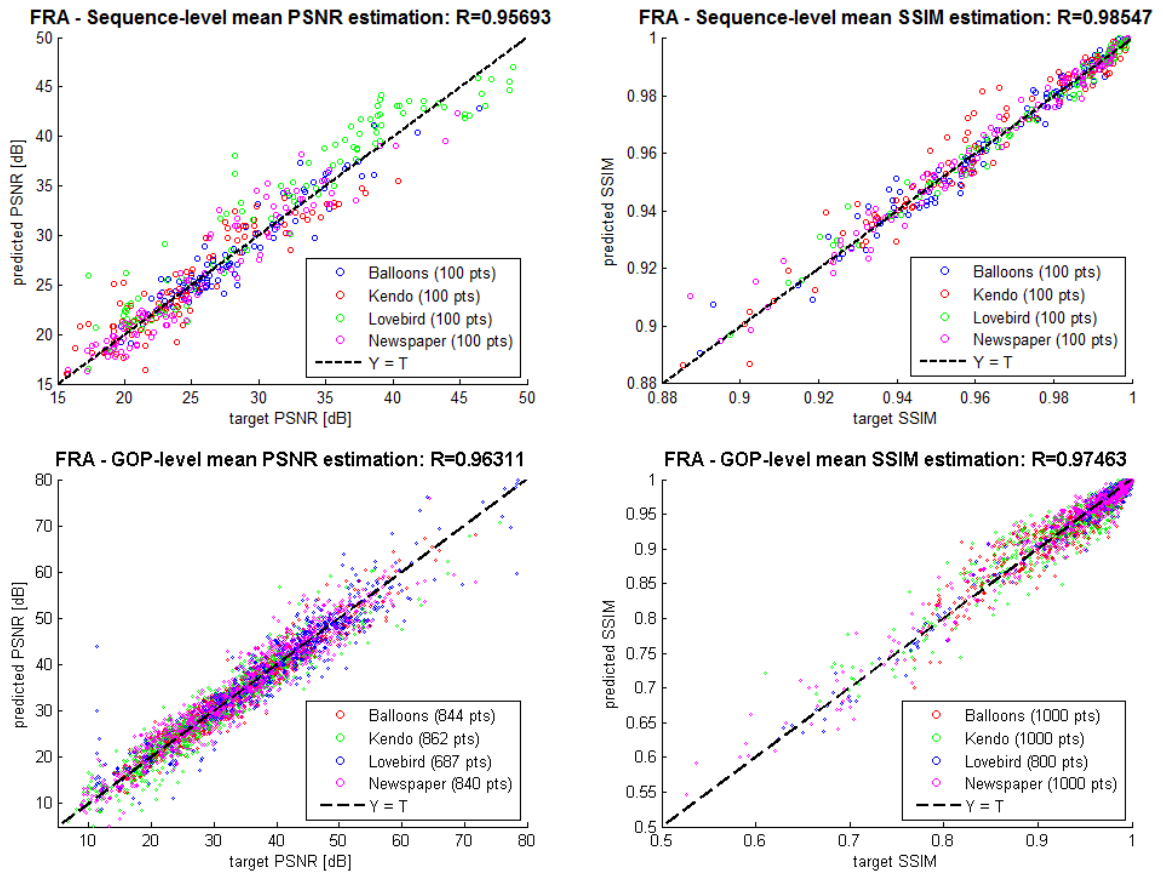 FRA - Sequence-level mean PSNR estimation: R=0.95693
50
45
40
35
30
25
20
15
predicted PSNR [dB]
Balloons (100 pts)
Kendo (100 pts)
Lovebird (100 pts)
Newspaper (100 pts)
Y = T
15 20 25 30 35 40 45 50
target PSNR [dB]
FRA - Sequence-level mean SSIM estimation: R=0.98547
1
0.98
0.96
0.94
0.92
0.9
0.88
predicted SSIM
Balloons (100 pts)
Kendo (100 pts)
Lovebird (100 pts)
Newspaper (100 pts)
Y = T
0.88 0.9 0.92 0.94 0.96 0.98 1
target SSIM
FRA - GOP-level mean PSNR estimation: R=0.96311
80
70
60
50
40
30
20
10
predicted PSNR [dB]
Balloons (844 pts)
Kendo (862 pts)
Lovebird (687 pts)
Newspaper (840 pts)
Y = T
10 20 30 40 50 60 70 80
target PSNR [dB]
FRA - GOP-level mean SSIM estimation: R=0.97463
1
0.95
0.9
0.85
0.8
0.75
0.7
0.65
0.6
0.55
0.5
predicted SSIM
Balloons (1000 pts)
Kendo (1000 pts)
Lovebird (800 pts)
Newspaper (1000 pts)
Y = T
0.5 0.6 0.7 0.8 0.9 1
target SSIM